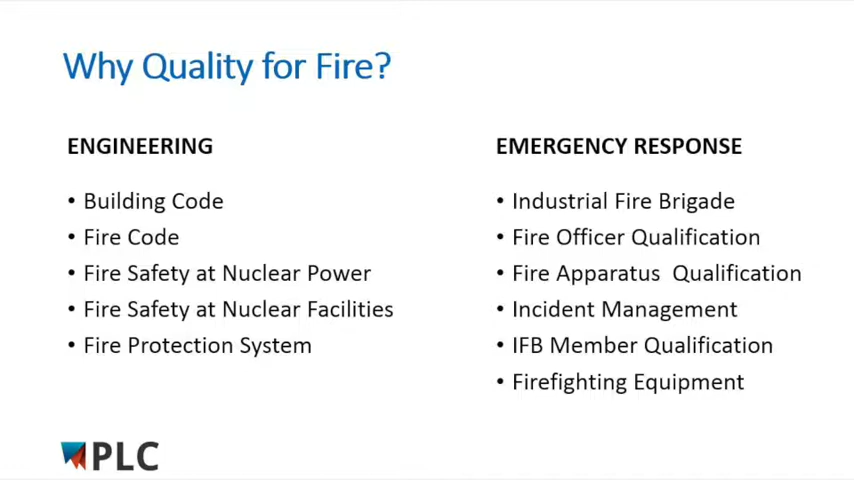 Why Quality for Fire?
ENGINEERING
• Building Code
• Fire Code
• Fire Safety at Nuclear Power
• Fire Safety at Nuclear Facilities
• Fire Protection System
EMERGENCY RESPONSE
• Industrial Fire Brigade
• Fire Officer Qualification
• Fire Apparatus  Qualification
• Incident Management
• IFB Member Qualification
• Firefighting Equipment
PLC